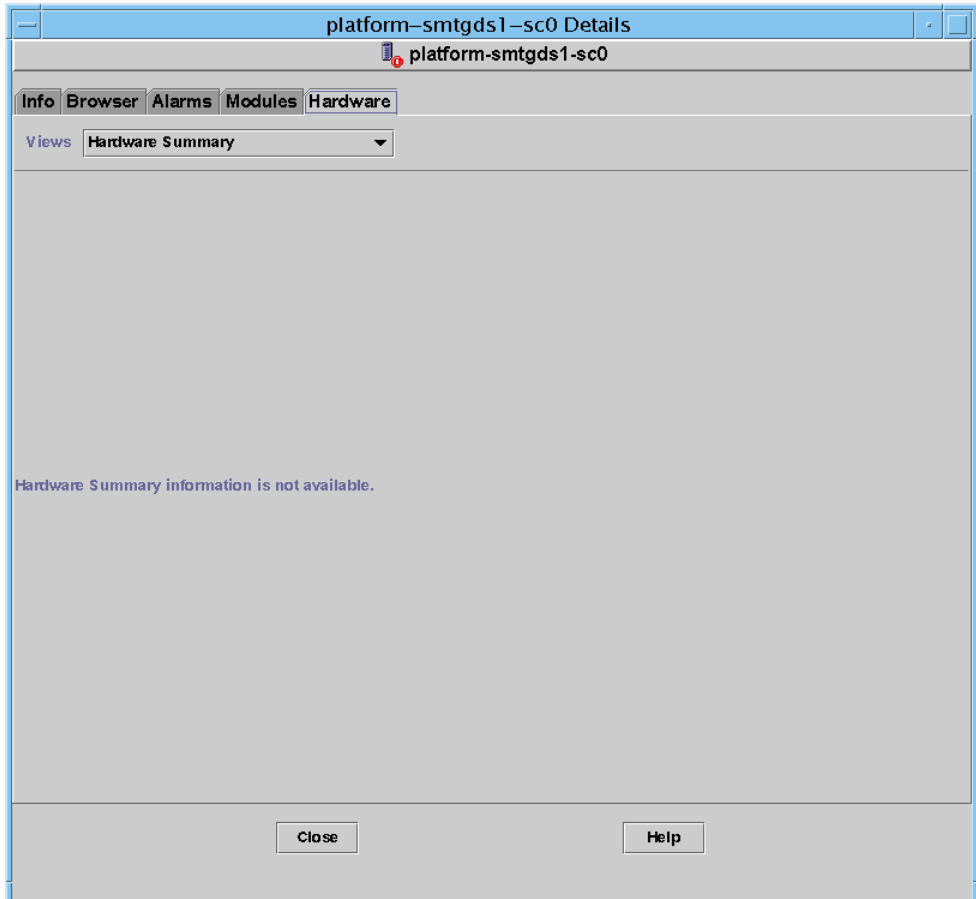 platform–smtgds1–sc0 Details
platform-smtgds1-sc0
Info Browser Alarms Modules Hardware
Views Hardware Summary
Hardware Summary information is not available.
Close Help